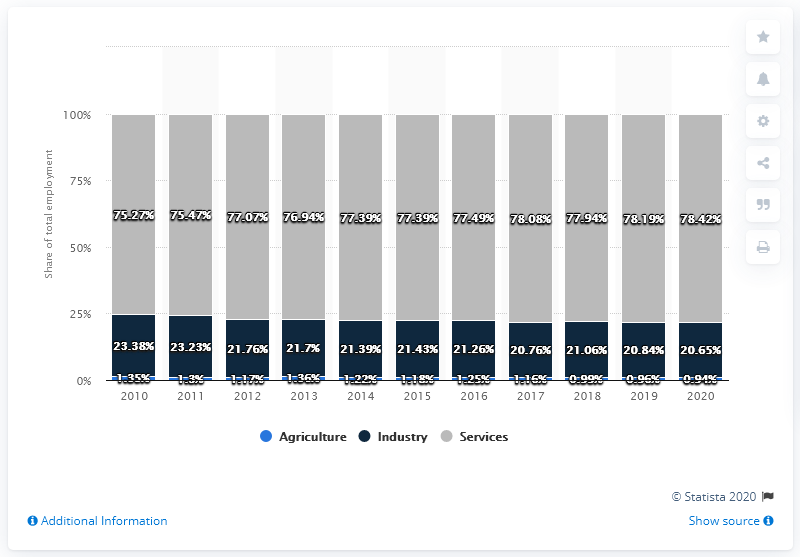 100%
75%
50%
25%
0%
Share of total employment
75.27% 75.47% 77.07% 76.94% 77.39% 77.39% 77.49% 78.08% 77.94% 78.19% 78.42%
23.38% 23.23% 21.76% 21.7% 21.39% 21.43% 21.26% 20.76% 21.06% 20.84% 20.65%
1.35% 1.3% 1.17% 1.36% 1.22% 1.18% 1.25% 1.16% 0.99% 0.96% 0.94%
2010 2011 2012 2013 2014 2015 2016 2017 2018 2019 2020
Agriculture Industry Services
© Statista 2020
Additional Information
Show source